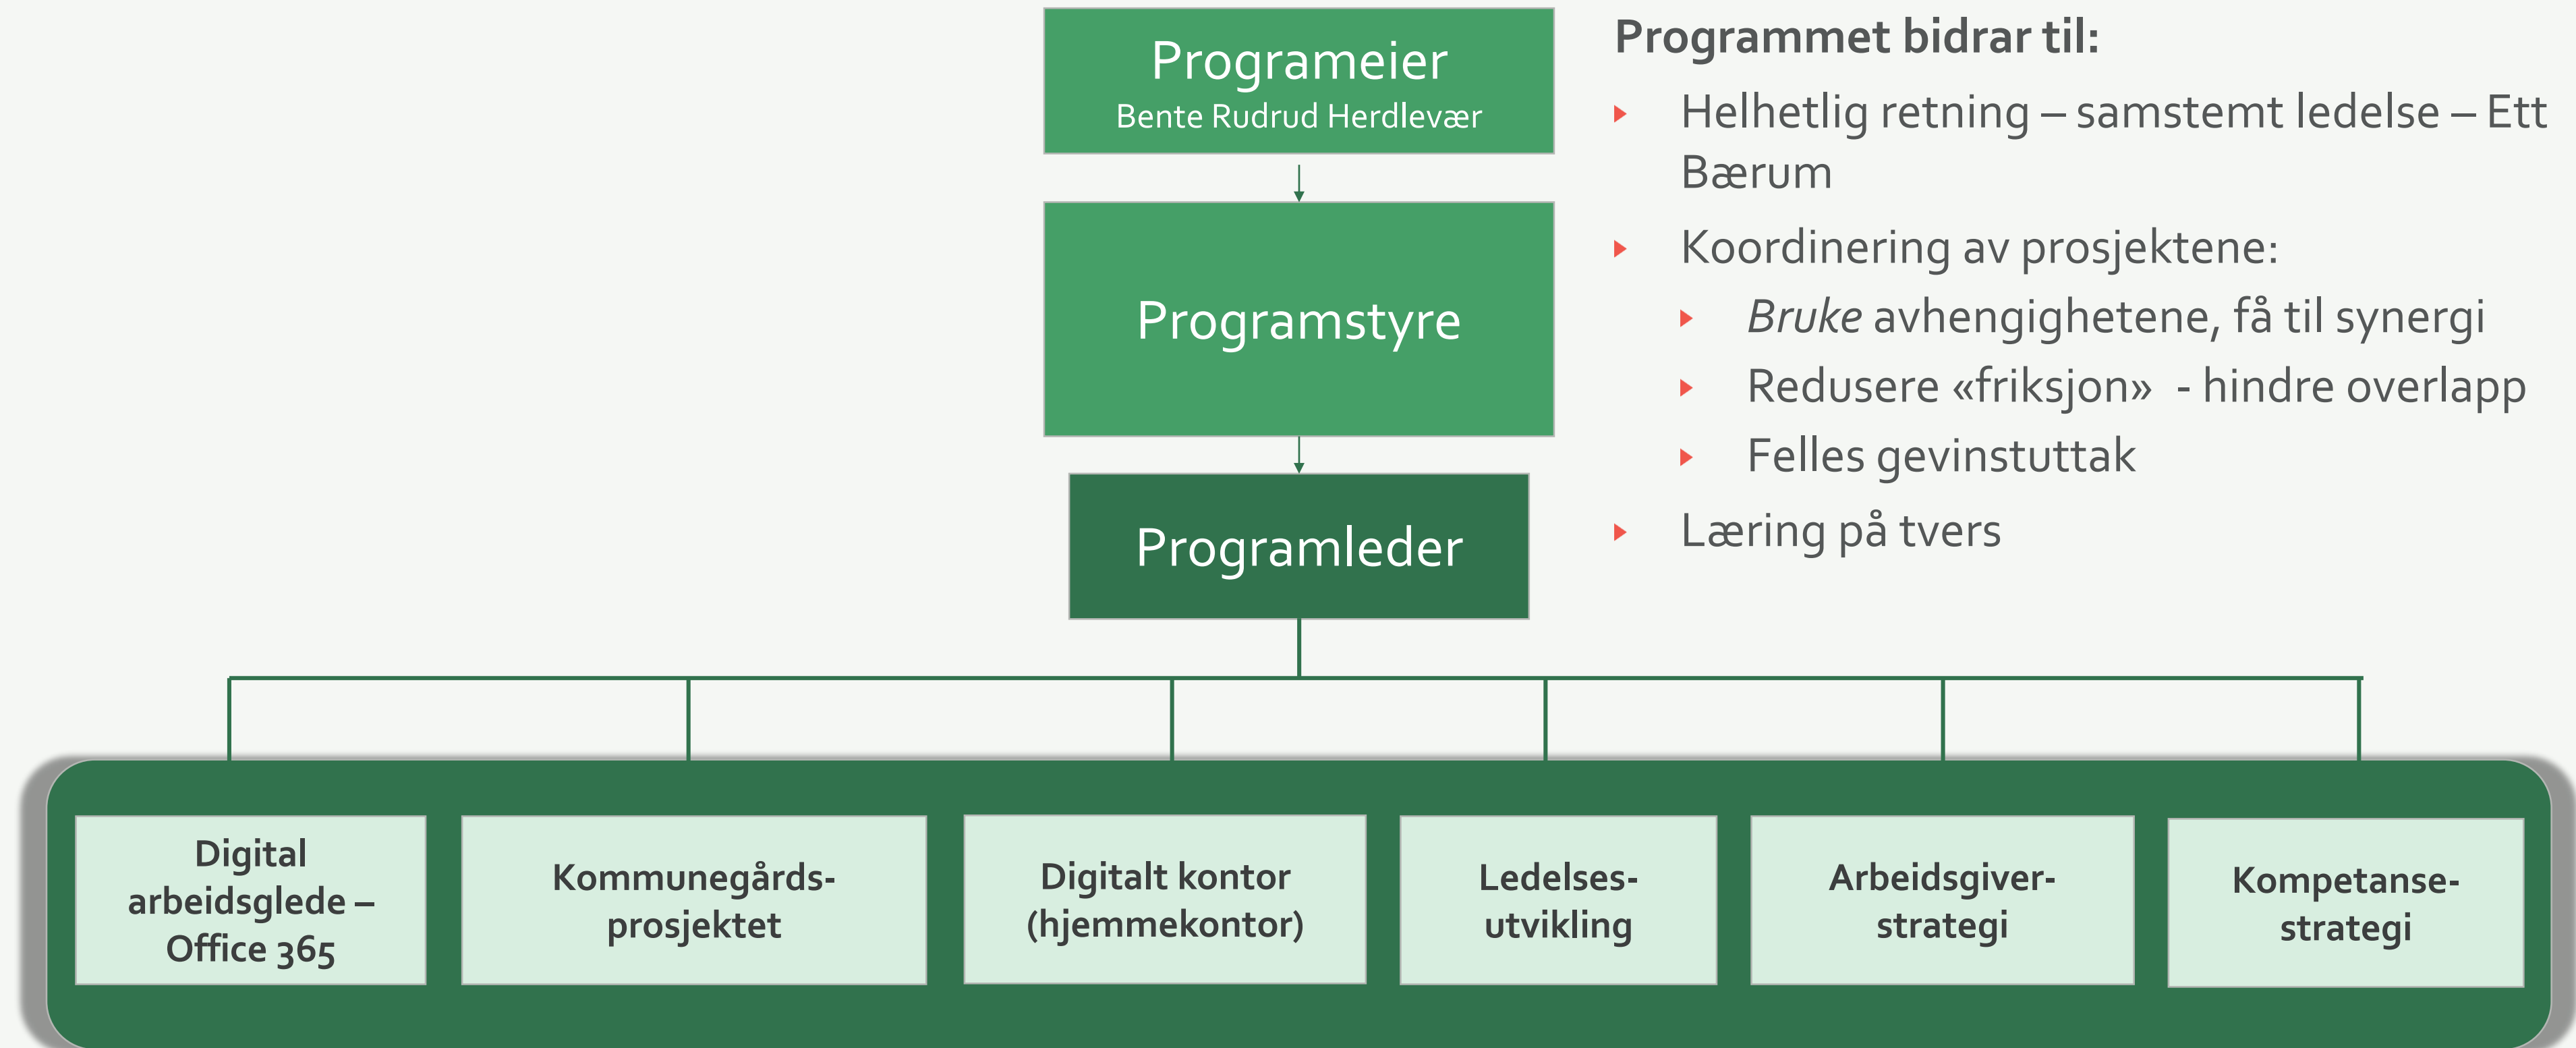 Programeier
Bente Rudrud Herdlevær
Programstyre
Programleder
Programmet bidrar til:
Helhetlig retning – samstemt ledelse – Ett
Bærum
Koordinering av prosjektene:
Bruke avhengighetene, få til synergi
Redusere «friksjon»  - hindre overlapp
Felles gevinstuttak
Læring på tvers
Digital
arbeidsglede –
Office 365
Kommunegårds-
prosjektet
Digitalt kontor
(hjemmekontor)
Ledelses-
utvikling
Arbeidsgiver-
strategi
Kompetanse-
strategi